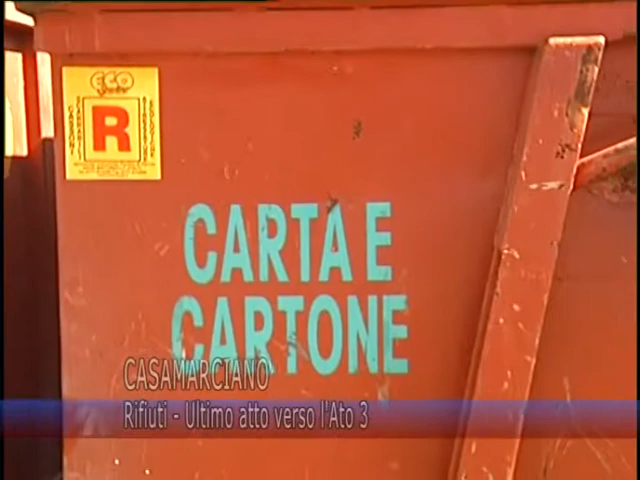 ECO
R
CARTA E
CARTONE
CASAMARCIANO
Rifiuti - Ultimo atto verso l'Ato 3